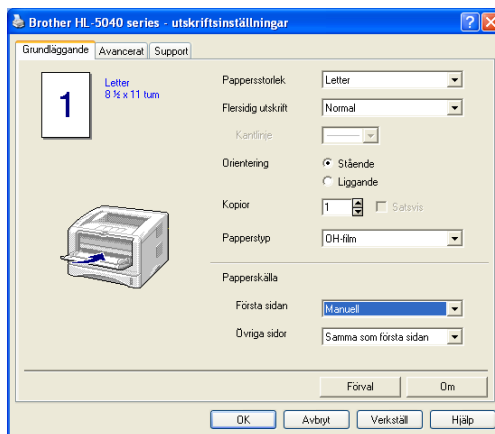 Brother HL-5040 series - utskriftsinställningar
Grundläggande Avancerat Support
1
Letter
8 ½ x 11 tum
Pappersstorlek Letter
Flersidig utskrift Normal
Kantlinje
Orientering Stående
Liggande
Kopior 1 Satsvis
Papperstyp OH-film
Papperskälla
Första sidan Manuell
Övriga sidor Samma som första sidan
Förval Om
OK Avbryt Verkställ Hjälp